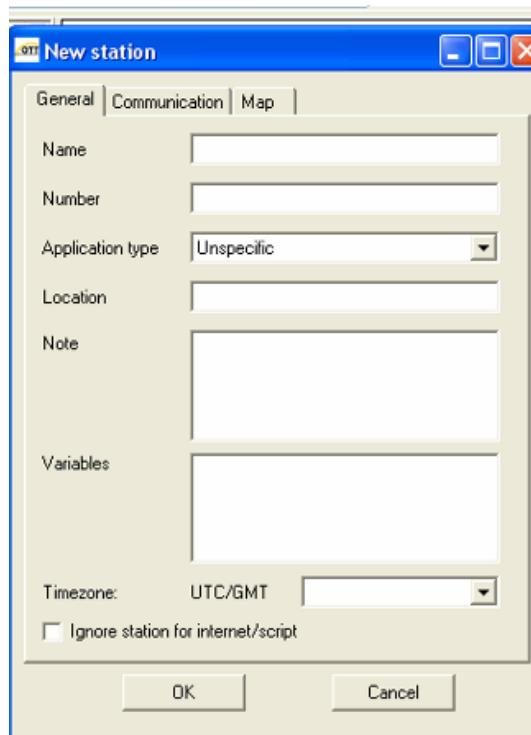 OTT New station
General Communication Map
Name
Number
Application type Unspecific
Location
Note
Variables
Timezone: UTC/GMT
Ignore station for internet/script
OK Cancel